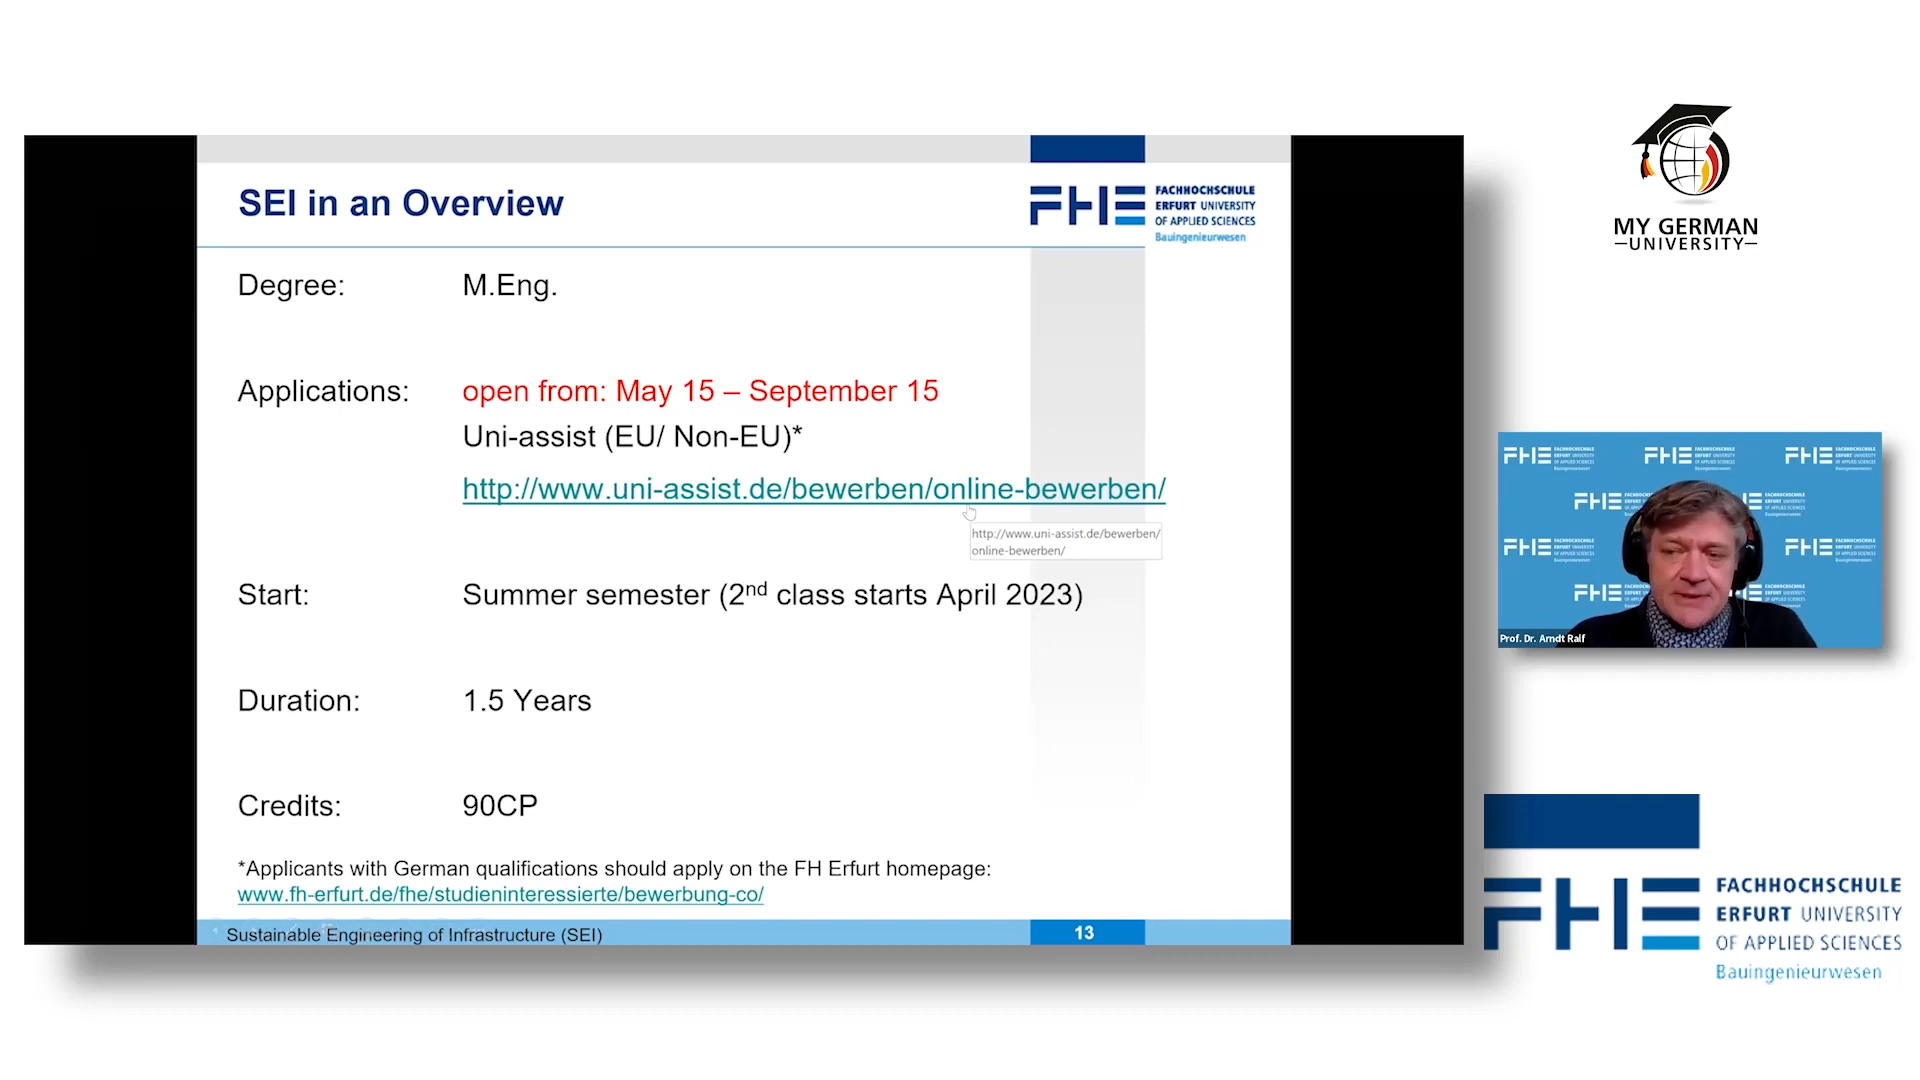 SEI in an Overview
FACHHOCHSCHULE
ERFURT UNIVERSITY
OF APPLIED SCIENCES
Bauingenieurwesen
Degree: M.Eng.
Applications: open from: May 15 – September 15
Uni-assist (EU/ Non-EU)*
http://www.uni-assist.de/bewerben/online-bewerben/
http://www.uni-assist.de/bewerben/
online-bewerben/
Start: Summer semester (2nd class starts April 2023)
Duration: 1.5 Years
Credits: 90CP
*Applicants with German qualifications should apply on the FH Erfurt homepage:
www.fh-erfurt.de/fhe/studieninteressierte/bewerbung-co/
Sustainable Engineering of Infrastructure (SEI) 13
MY GERMAN
UNIVERSITY
Prof. Dr. Arndt Ralf
FHE
FACHHOCHSCHULE
ERFURT UNIVERSITY
OF APPLIED SCIENCES
Bauingenieurwesen